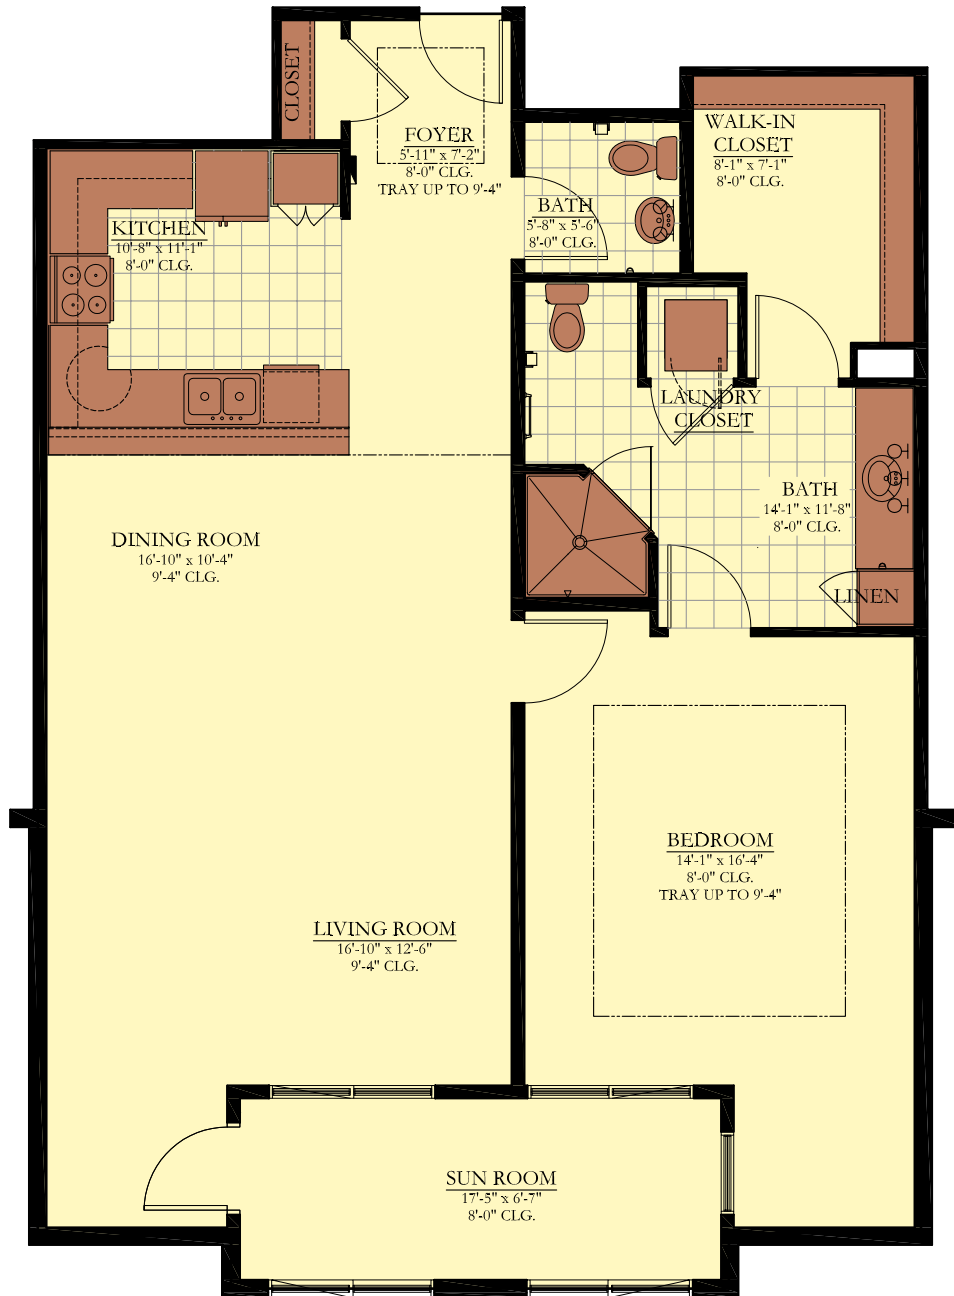 CLOSET
FOYER
5'-11" x 7'-2"
8'-0" CLG.
TRAY UP TO 9'-4"
WALK-IN
CLOSET
8'-1" x 7'-1"
8'-0" CLG.
KITCHEN
10'-8" x 11'-1"
8'-0" CLG.
BATH
5'-8" x 5'-6"
8'-0" CLG.
LAUNDRY
CLOSET
BATH
14'-1" x 11'-8"
8'-0" CLG.
LINEN
DINING ROOM
16'-10" x 10'-4"
9'-4" CLG.
BEDROOM
14'-1" x 16'-4"
8'-0" CLG.
TRAY UP TO 9'-4"
LIVING ROOM
16'-10" x 12'-6"
9'-4" CLG.
SUN ROOM
17'-5" x 6'-7"
8'-0" CLG.